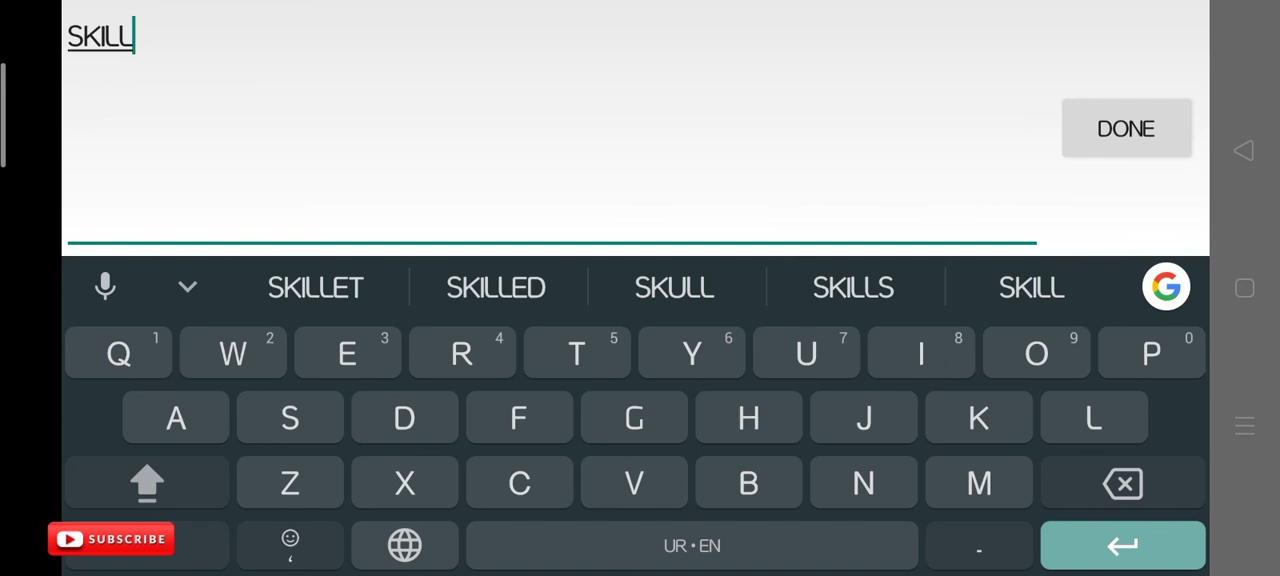 SKILL
DONE
SKILLET SKILLED SKULL SKILLS SKILL G
Q 1 W 2 E 3 R 4 T 5 Y 6 U 7 I 8 O 9 P 0
A S D F G H J K L
Z X C V B N M
SUBSCRIBE , UR • EN .